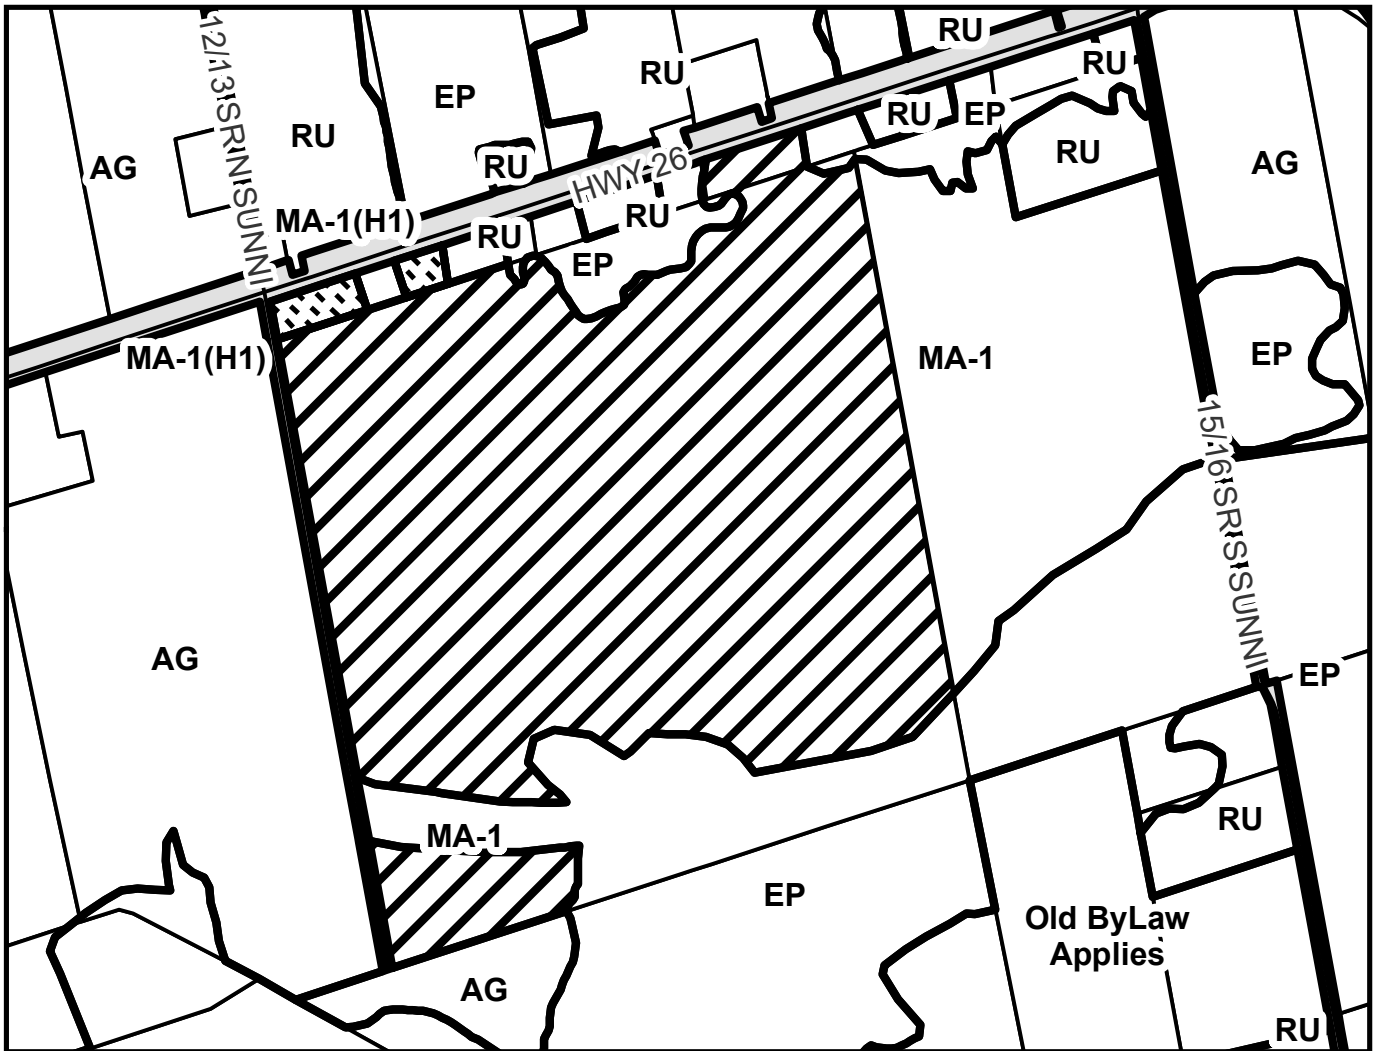 RU
RU
RU
EP
RU
EP
RU
RU
AG
RU
AG
HWY 26
12/13 SR N SUNNI
MA-1(H1)
RU
RU
EP
MA-1(H1)
MA-1
EP
15/16 SR S SUNNI
AG
EP
RU
MA-1
EP
Old ByLaw
Applies
AG
RU